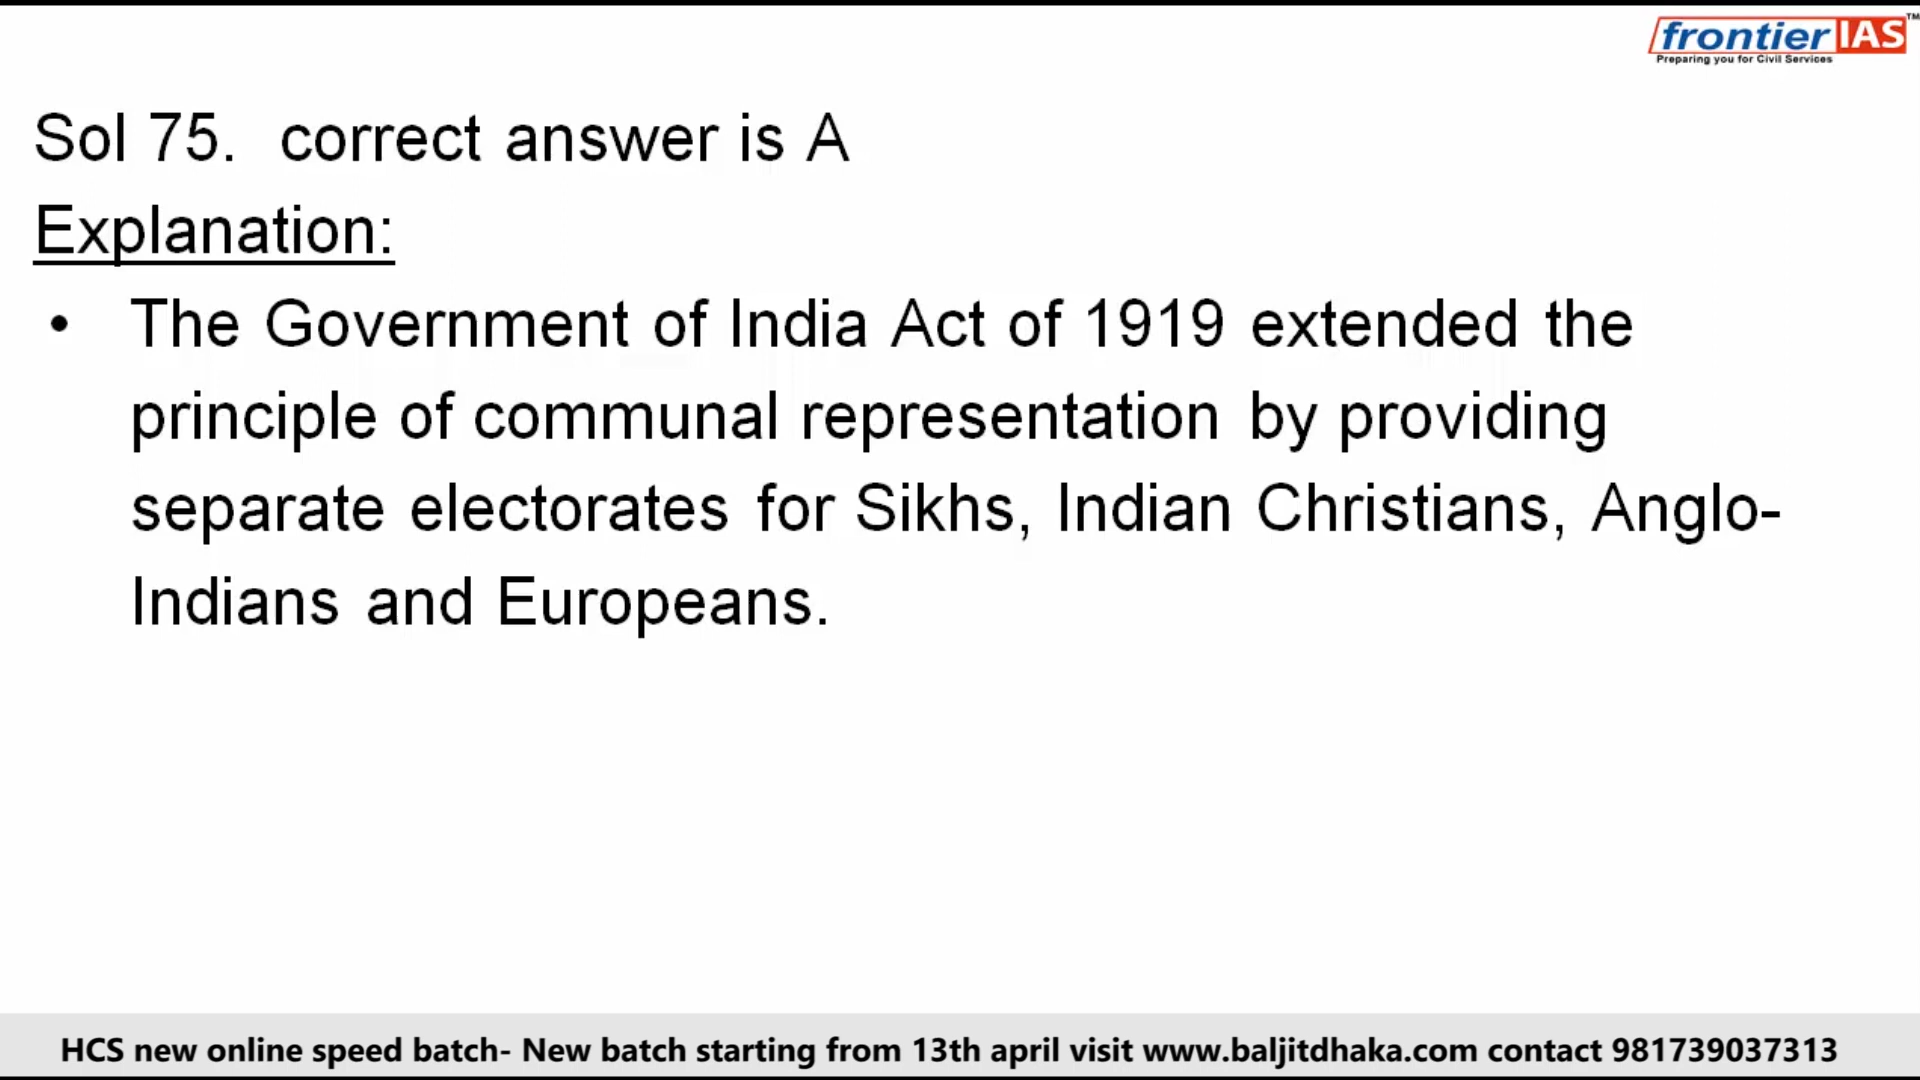 frontier IAS TM
Preparing you for Civil Services
Sol 75. correct answer is A
Explanation:
• The Government of India Act of 1919 extended the
principle of communal representation by providing
separate electorates for Sikhs, Indian Christians, Anglo-
Indians and Europeans.
HCS new online speed batch- New batch starting from 13th april visit www.baljitdhaka.com contact 981739037313